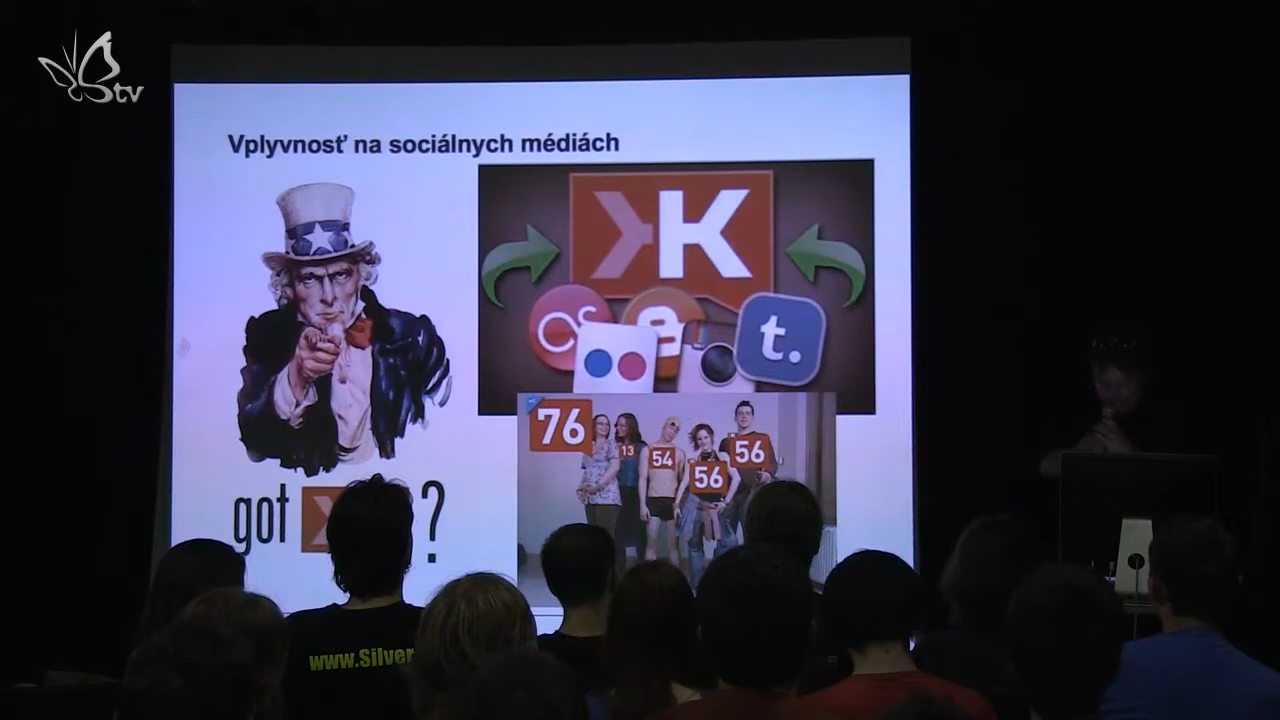 tv
Vplyvnosť na sociálnych médiách
K
t.
76
13
54
56
56
got
?
www.Silver